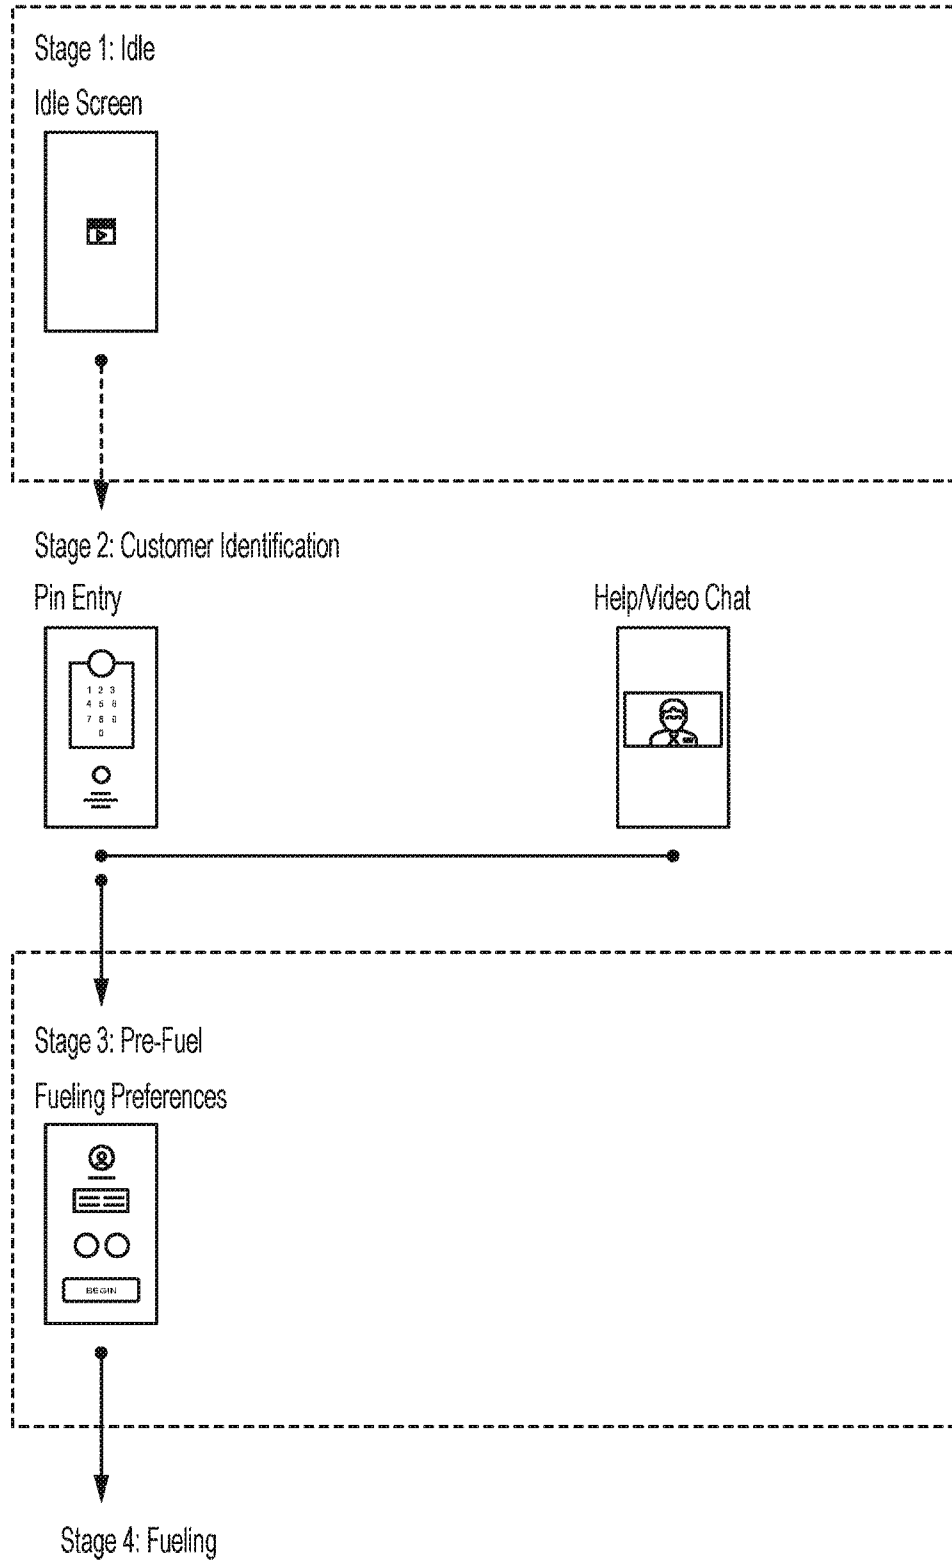 Stage 1: Idle
Idle Screen
Stage 2: Customer Identification
Pin Entry
Help/Video Chat
1 2 3
4 5 6
7 8 9
0
Stage 3: Pre-Fuel
Fueling Preferences
BEGIN
Stage 4: Fueling